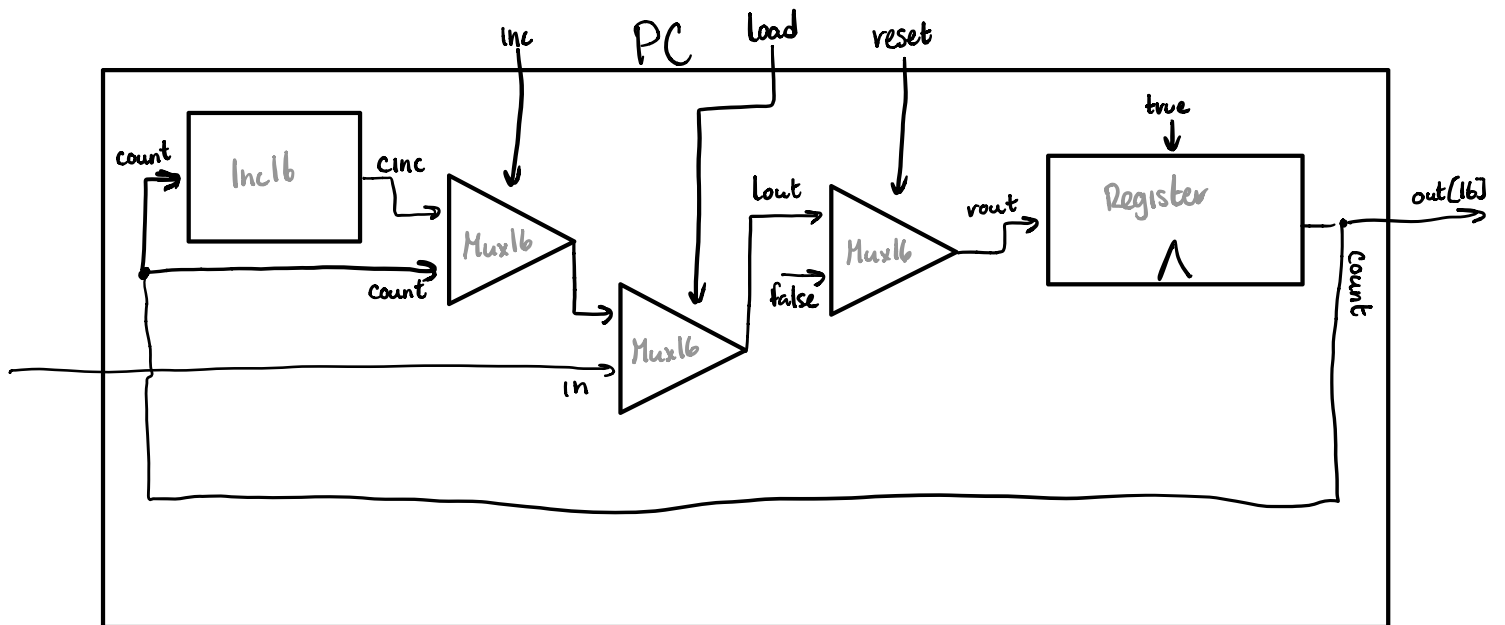 PC
inc
load
reset
true
count
Inc16
cinc
Mux16
count
in
Mux16
lout
false
Mux16
rout
Register
count
out[16]